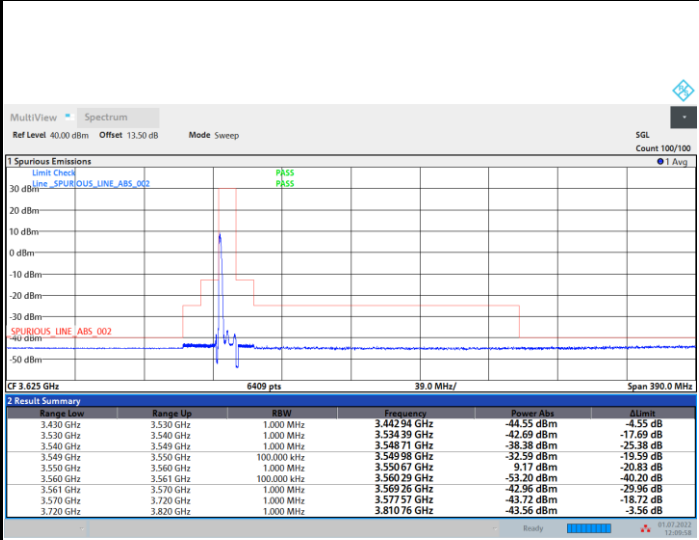 MultiView Spectrum
Ref Level 40.00 dBm Offset 13.50 dB Mode Sweep SGL
Count 100/100
1 Spurious Emissions 1 Avg
Limit Check PASS
Line _SPURIOUS_LINE_ABS_002 PASS
30 dBm
20 dBm
10 dBm
0 dBm
-10 dBm
-20 dBm
-30 dBm
_SPURIOUS_LINE_ABS_002
-40 dBm
-50 dBm
CF 3.625 GHz 6409 pts 39.0 MHz/ Span 390.0 MHz
2 Result Summary
Range Low Range Up RBW Frequency Power Abs ΔLimit
3.430 GHz 3.530 GHz 1.000 MHz 3.442 94 GHz -44.55 dBm -4.55 dB
3.530 GHz 3.540 GHz 1.000 MHz 3.534 39 GHz -42.69 dBm -17.69 dB
3.540 GHz 3.549 GHz 1.000 MHz 3.548 71 GHz -38.38 dBm -25.38 dB
3.549 GHz 3.550 GHz 100.000 kHz 3.549 98 GHz -32.59 dBm -19.59 dB
3.550 GHz 3.560 GHz 1.000 MHz 3.550 67 GHz 9.17 dBm -20.83 dB
3.560 GHz 3.561 GHz 100.000 kHz 3.560 29 GHz -53.20 dBm -40.20 dB
3.561 GHz 3.570 GHz 1.000 MHz 3.569 26 GHz -42.96 dBm -29.96 dB
3.570 GHz 3.720 GHz 1.000 MHz 3.577 57 GHz -43.72 dBm -18.72 dB
3.720 GHz 3.820 GHz 1.000 MHz 3.810 76 GHz -43.56 dBm -3.56 dB
Ready 01.07.2022
12:09:58